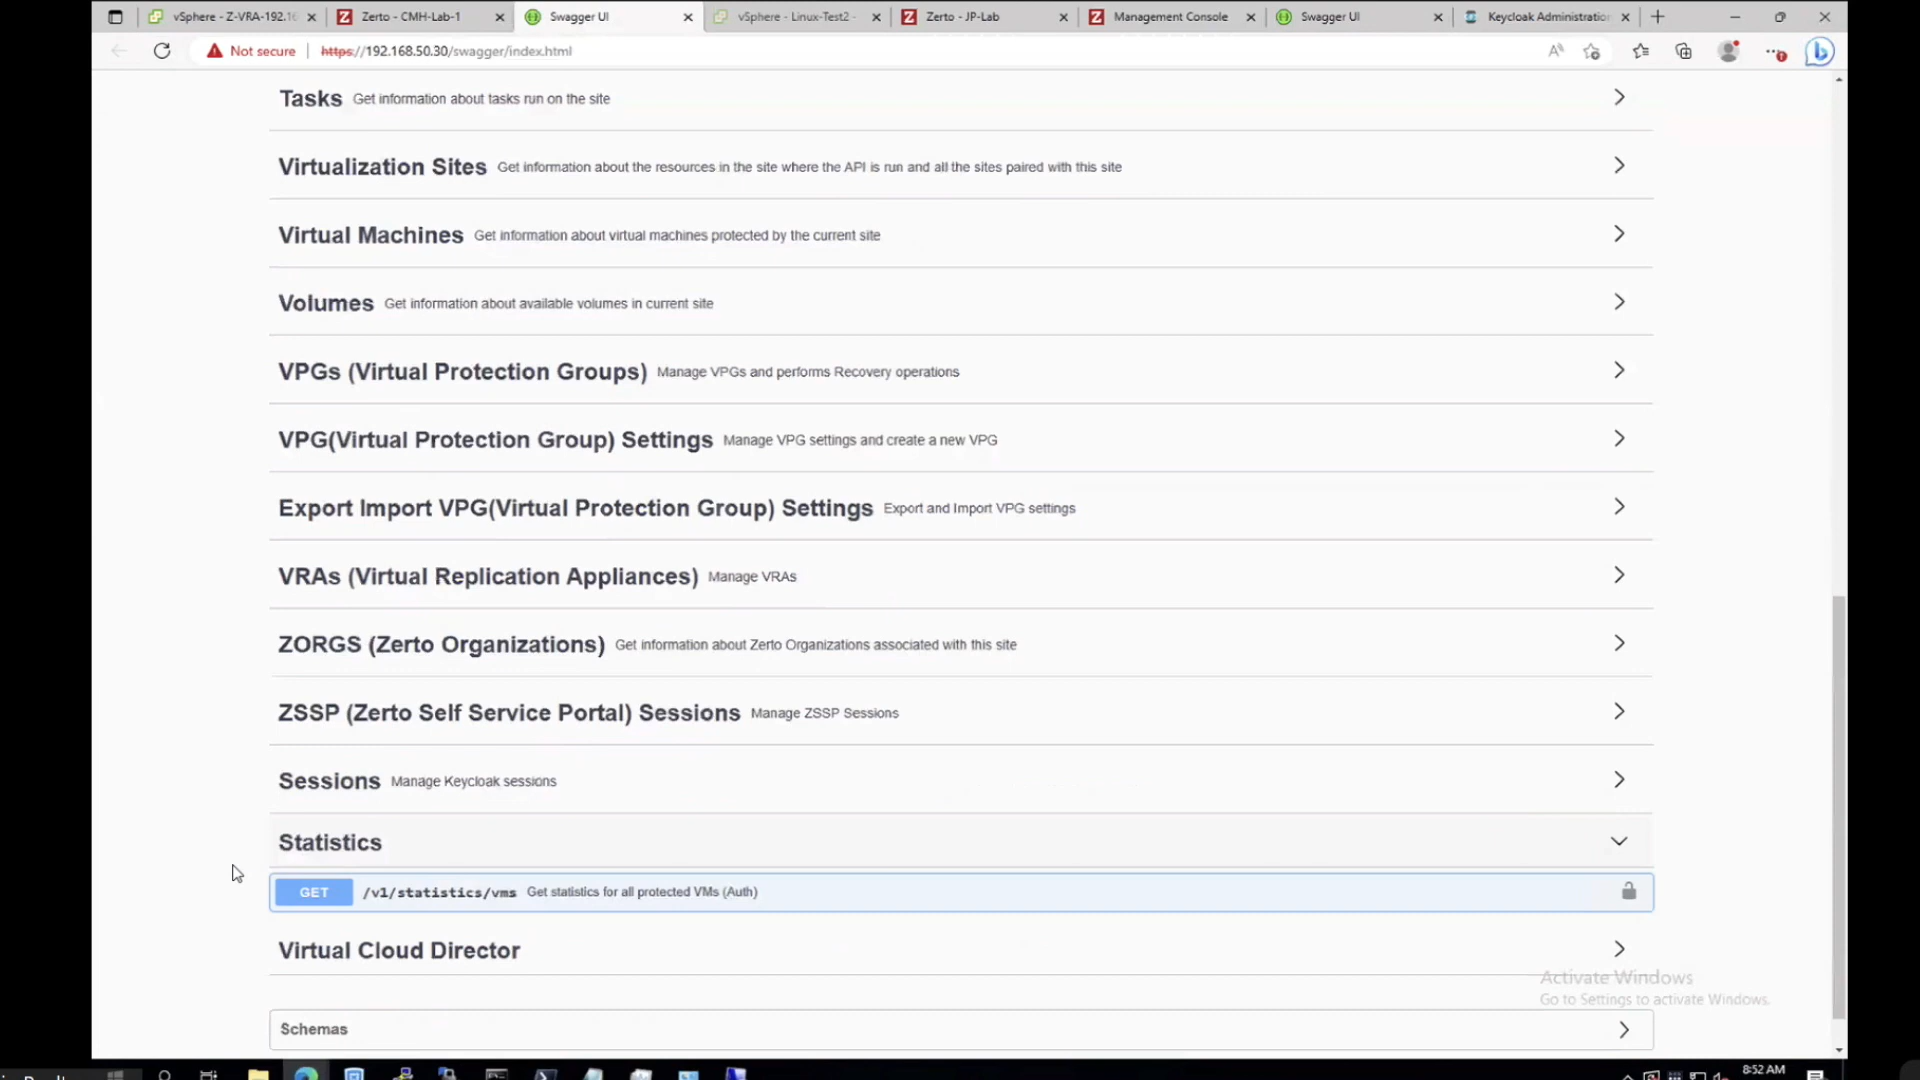 vSphere - Z-VRA-192.16
Zerto - CMH-Lab-1
Swagger UI
vSphere - Linux-Test2 -
Zerto - JP-Lab
Management Console
Swagger UI
Keycloak Administratio
Not secure
https://192.168.50.30/swagger/index.html
Tasks Get information about tasks run on the site
Virtualization Sites Get information about the resources in the site where the API is run and all the sites paired with this site
Virtual Machines Get information about virtual machines protected by the current site
Volumes Get information about available volumes in current site
VPGs (Virtual Protection Groups) Manage VPGs and performs Recovery operations
VPG(Virtual Protection Group) Settings Manage VPG settings and create a new VPG
Export Import VPG(Virtual Protection Group) Settings Export and Import VPG settings
VRAs (Virtual Replication Appliances) Manage VRAs
ZORGS (Zerto Organizations) Get information about Zerto Organizations associated with this site
ZSSP (Zerto Self Service Portal) Sessions Manage ZSSP Sessions
Sessions Manage Keycloak sessions
Statistics
GET /v1/statistics/vms Get statistics for all protected VMs (Auth)
Virtual Cloud Director
Activate Windows
Go to Settings to activate Windows.
Schemas
8:52 AM